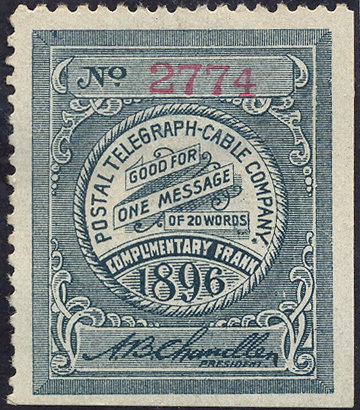 No 2774
POSTAL TELEGRAPH-CABLE COMPANY.
GOOD FOR
ONE MESSAGE
OF 20 WORDS
COMPLIMENTARY FRANK
1896
A.B. Chandler
PRESIDENT